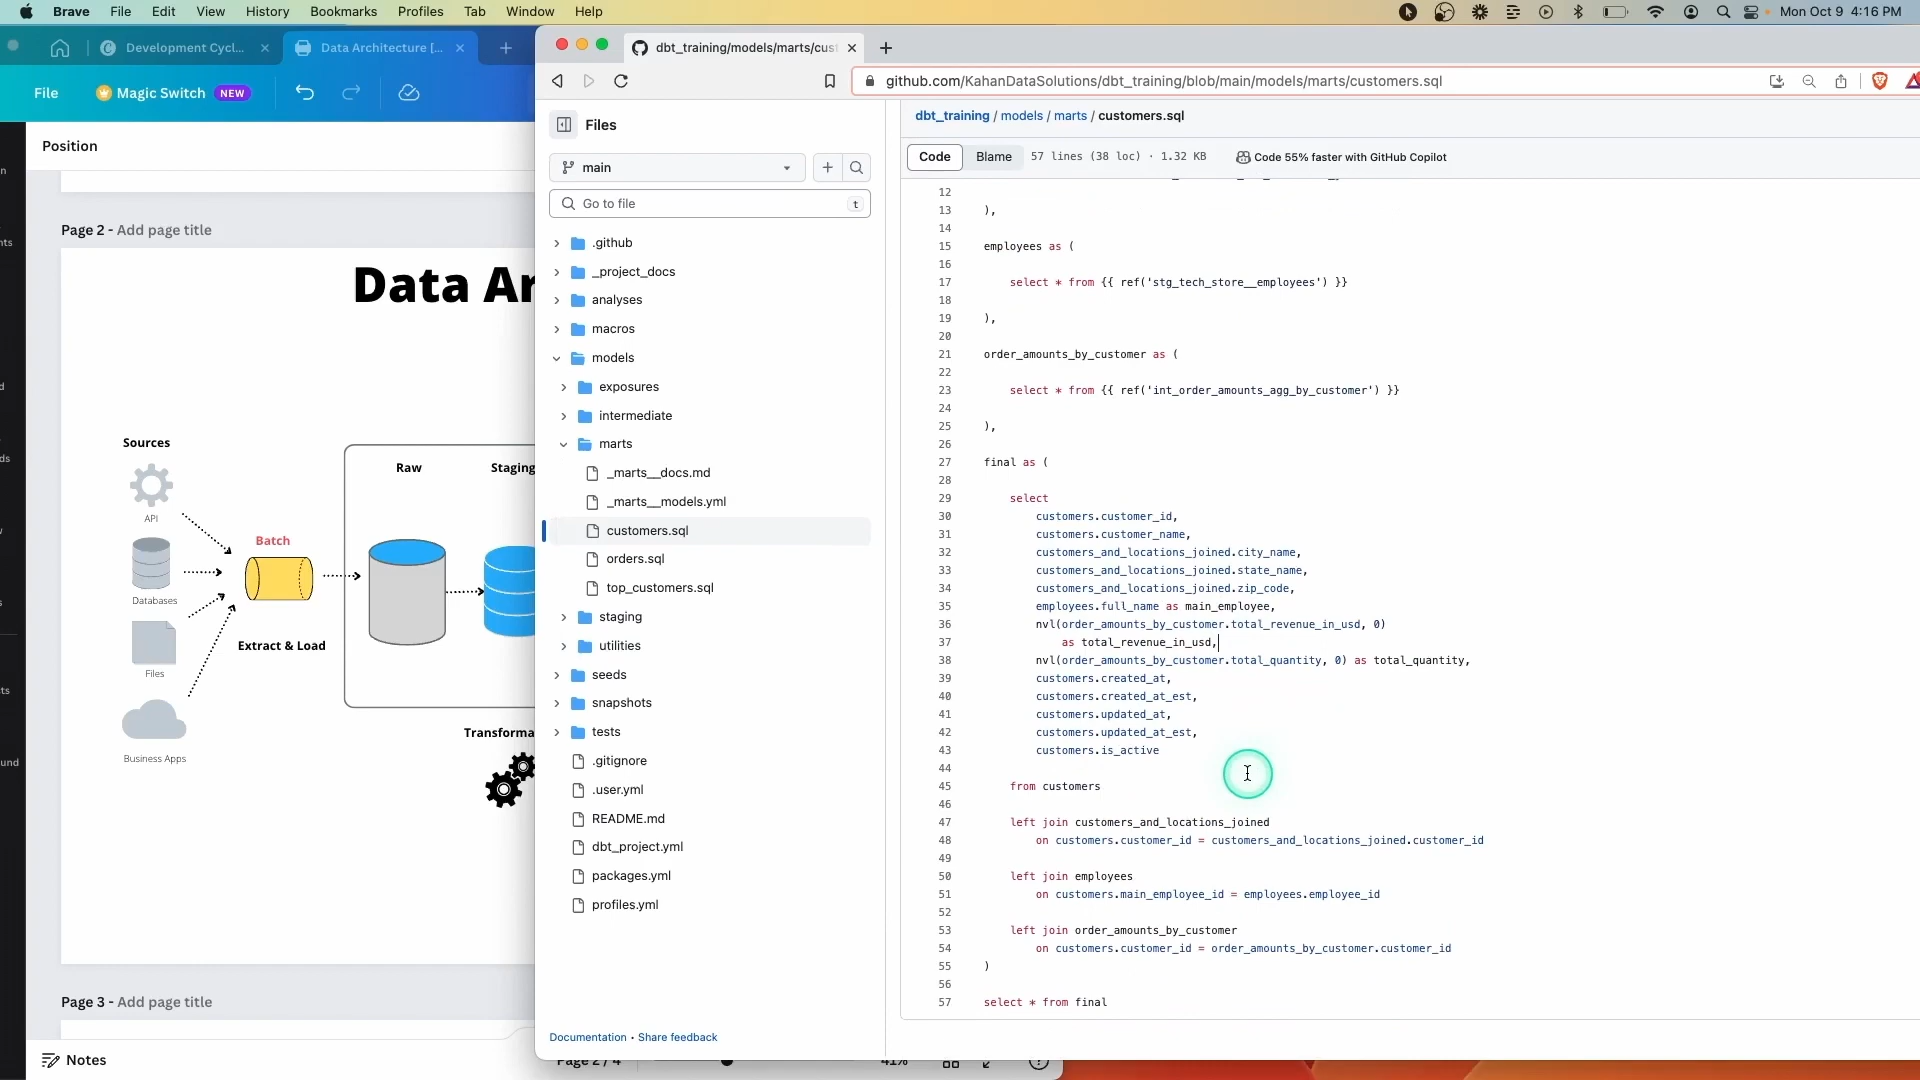 Brave File Edit View History Bookmarks Profiles Tab Window Help
Mon Oct 9 4:16 PM
Development Cycl...
Data Architecture [...
File
Magic Switch NEW
Position
Page 2 - Add page title
Data Ar
Sources
API
Databases
Files
Business Apps
Batch
Extract & Load
Raw
Staging
Transforma
Page 3 - Add page title
Notes
Page 2 / 4
41%
dbt_training/models/marts/cust
github.com/KahanDataSolutions/dbt_training/blob/main/models/marts/customers.sql
Files
main
Go to file
t
.github
_project_docs
analyses
macros
models
exposures
intermediate
marts
_marts__docs.md
_marts__models.yml
customers.sql
orders.sql
top_customers.sql
staging
utilities
seeds
snapshots
tests
.gitignore
.user.yml
README.md
dbt_project.yml
packages.yml
profiles.yml
Documentation • Share feedback
dbt_training / models / marts / customers.sql
Code
Blame
57 lines (38 loc) · 1.32 KB
Code 55% faster with GitHub Copilot
12
13 ),
14
15 employees as (
16
17 select * from {{ ref('stg_tech_store__employees') }}
18
19 ),
20
21 order_amounts_by_customer as (
22
23 select * from {{ ref('int_order_amounts_agg_by_customer') }}
24
25 ),
26
27 final as (
28
29 select
30 customers.customer_id,
31 customers.customer_name,
32 customers_and_locations_joined.city_name,
33 customers_and_locations_joined.state_name,
34 customers_and_locations_joined.zip_code,
35 employees.full_name as main_employee,
36 nvl(order_amounts_by_customer.total_revenue_in_usd, 0)
37 as total_revenue_in_usd,
38 nvl(order_amounts_by_customer.total_quantity, 0) as total_quantity,
39 customers.created_at,
40 customers.created_at_est,
41 customers.updated_at,
42 customers.updated_at_est,
43 customers.is_active
44
45 from customers
46
47 left join customers_and_locations_joined
48 on customers.customer_id = customers_and_locations_joined.customer_id
49
50 left join employees
51 on customers.main_employee_id = employees.employee_id
52
53 left join order_amounts_by_customer
54 on customers.customer_id = order_amounts_by_customer.customer_id
55 )
56
57 select * from final